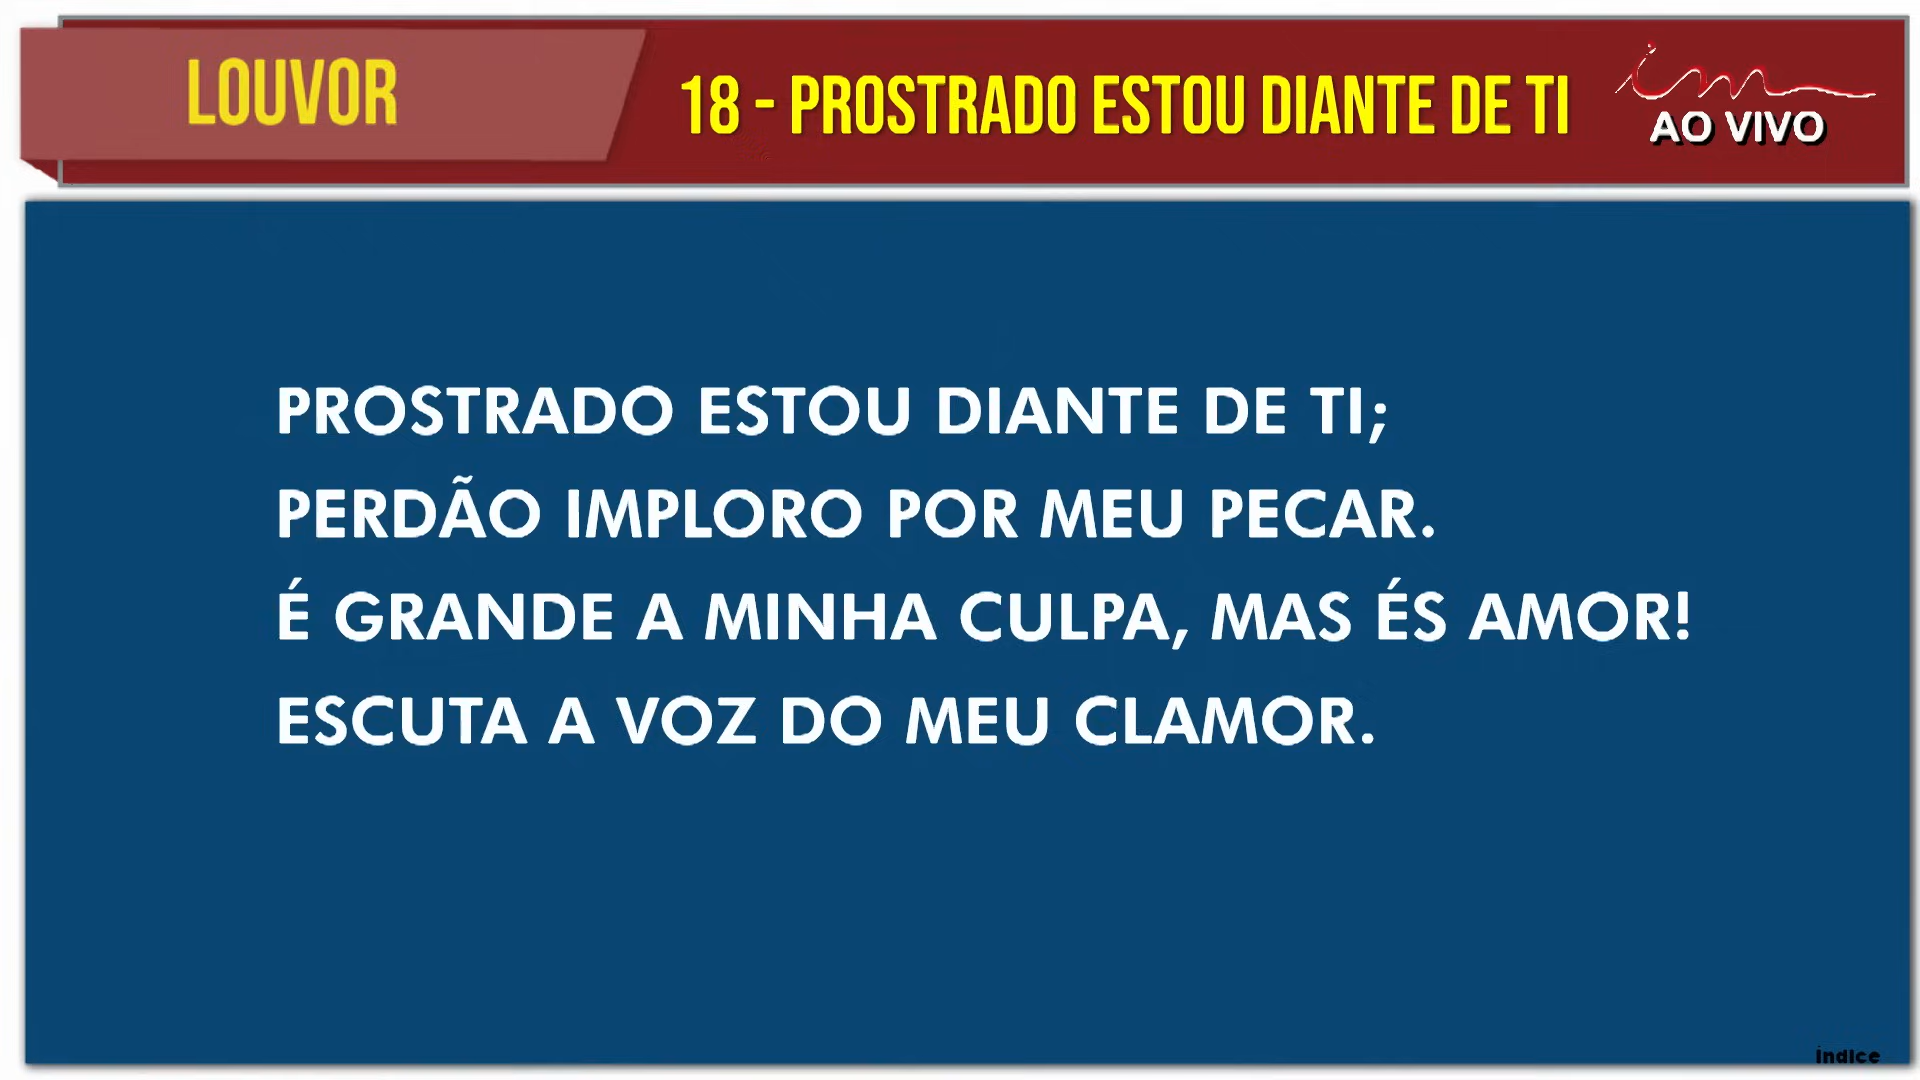 LOUVOR
18 - PROSTRADO ESTOU DIANTE DE TI
im
AO VIVO
PROSTRADO ESTOU DIANTE DE TI;
PERDÃO IMPLORO POR MEU PECAR.
É GRANDE A MINHA CULPA, MAS ÉS AMOR!
ESCUTA A VOZ DO MEU CLAMOR.
índice